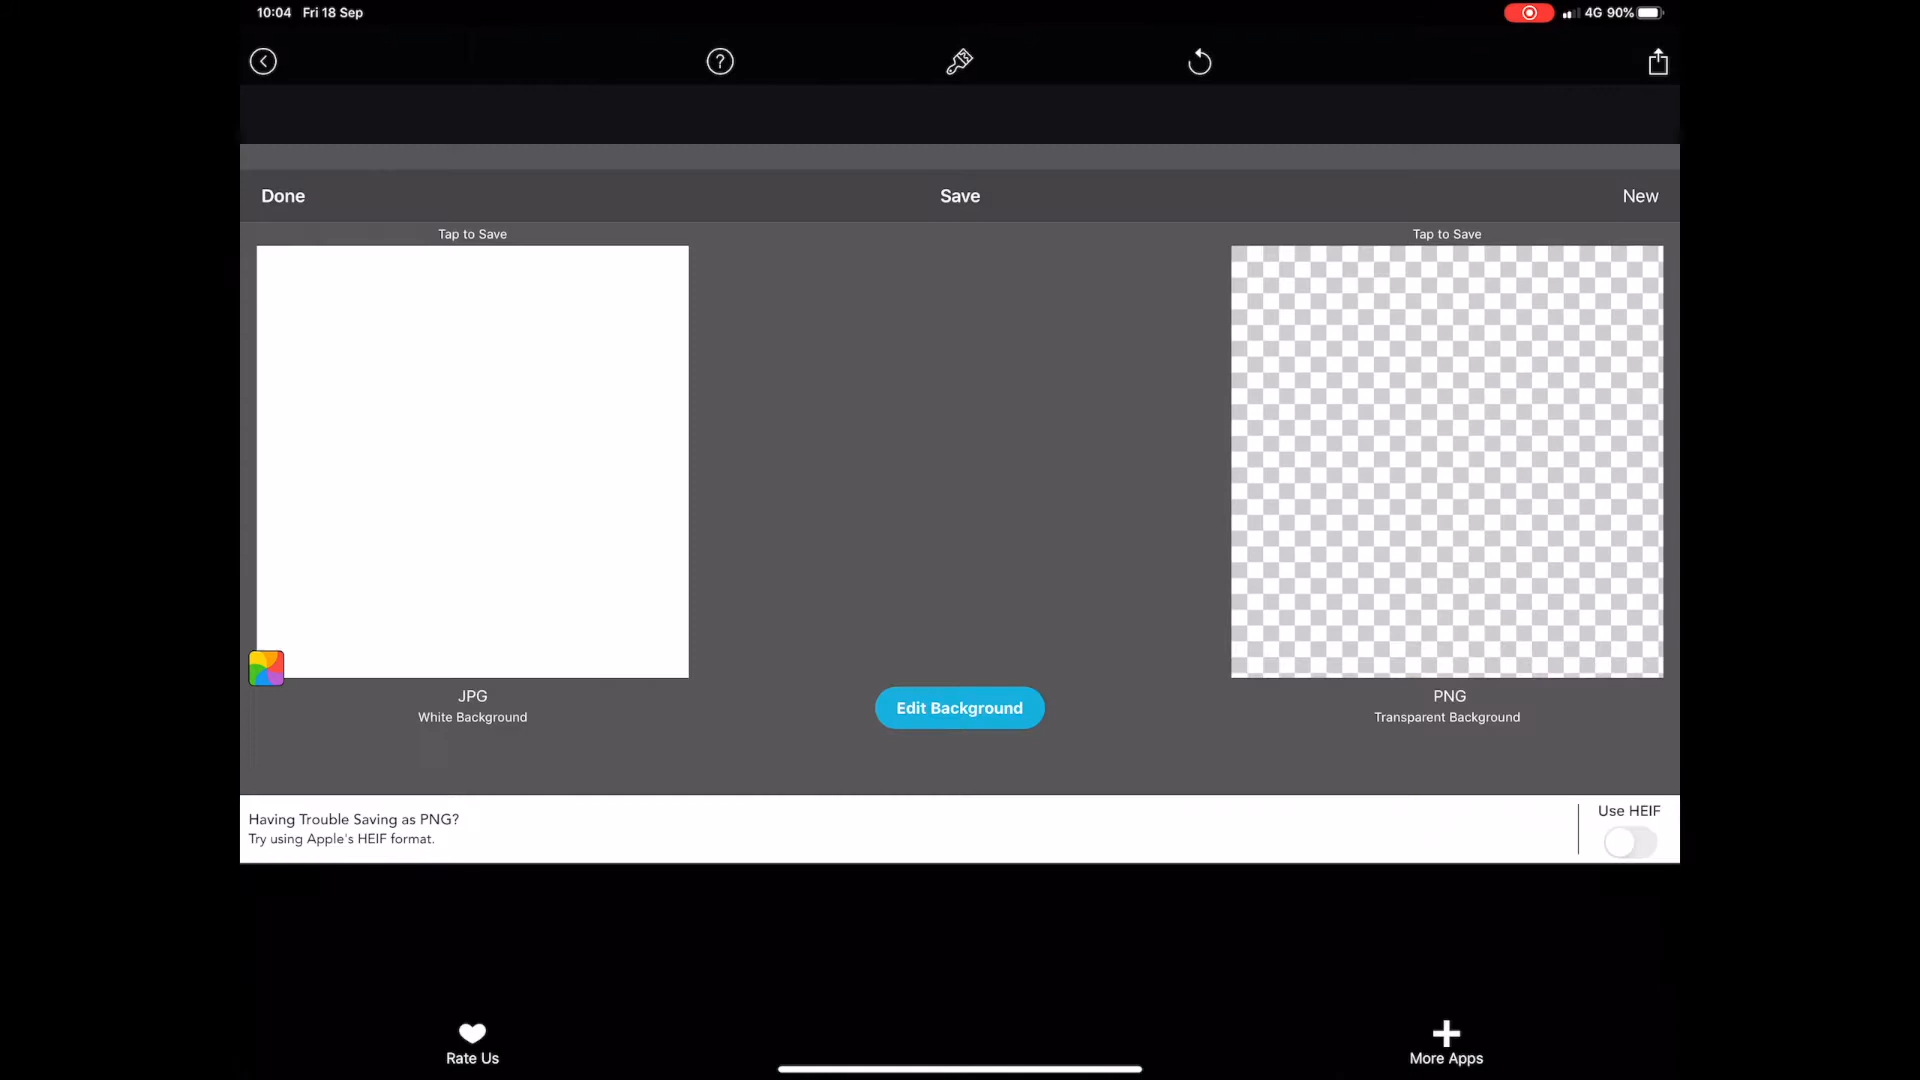 10:04 Fri 18 Sep
4G 90%
Done
Save
New
Tap to Save
Tap to Save
JPG
White Background
Edit Background
PNG
Transparent Background
Having Trouble Saving as PNG?
Try using Apple's HEIF format.
Use HEIF
Rate Us
More Apps